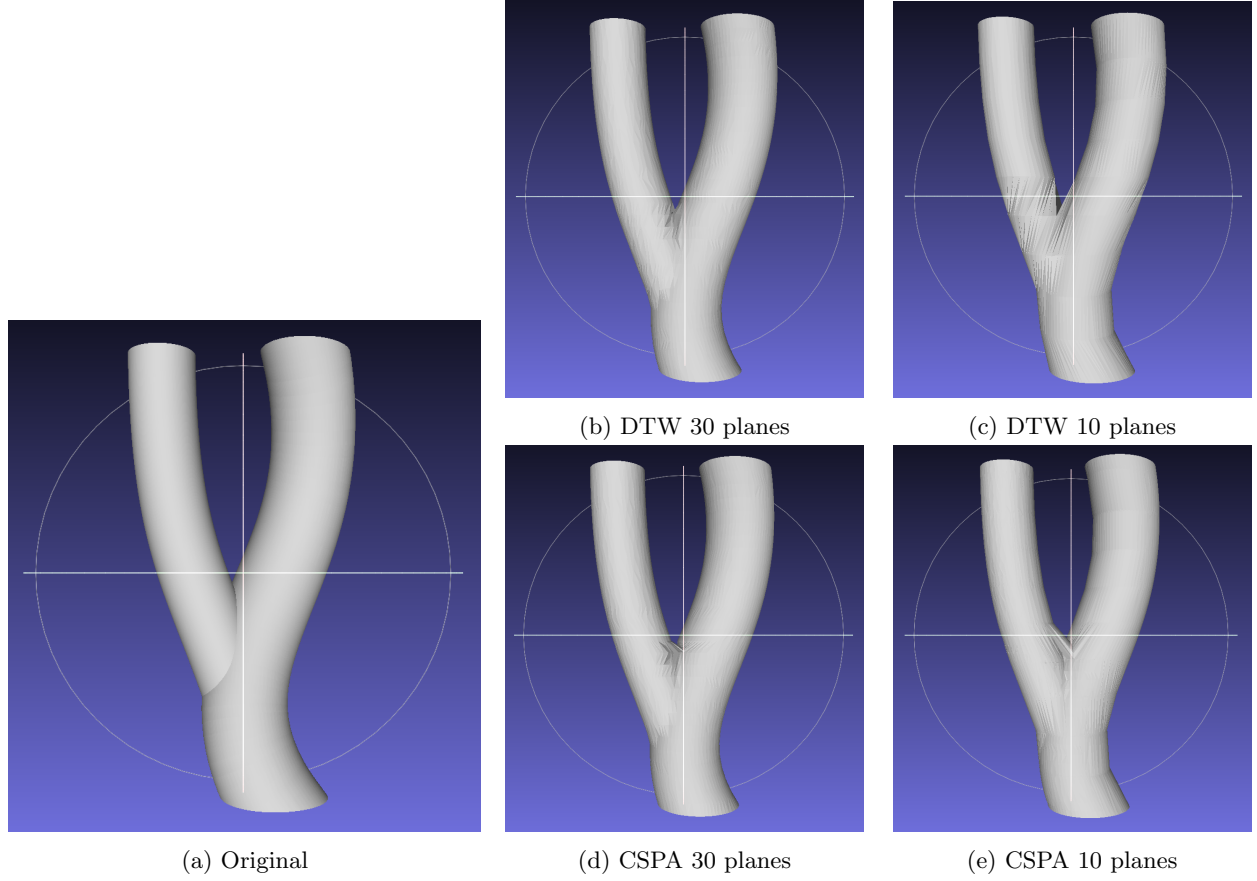 (b) DTW 30 planes
(c) DTW 10 planes
(a) Original
(d) CSPA 30 planes
(e) CSPA 10 planes